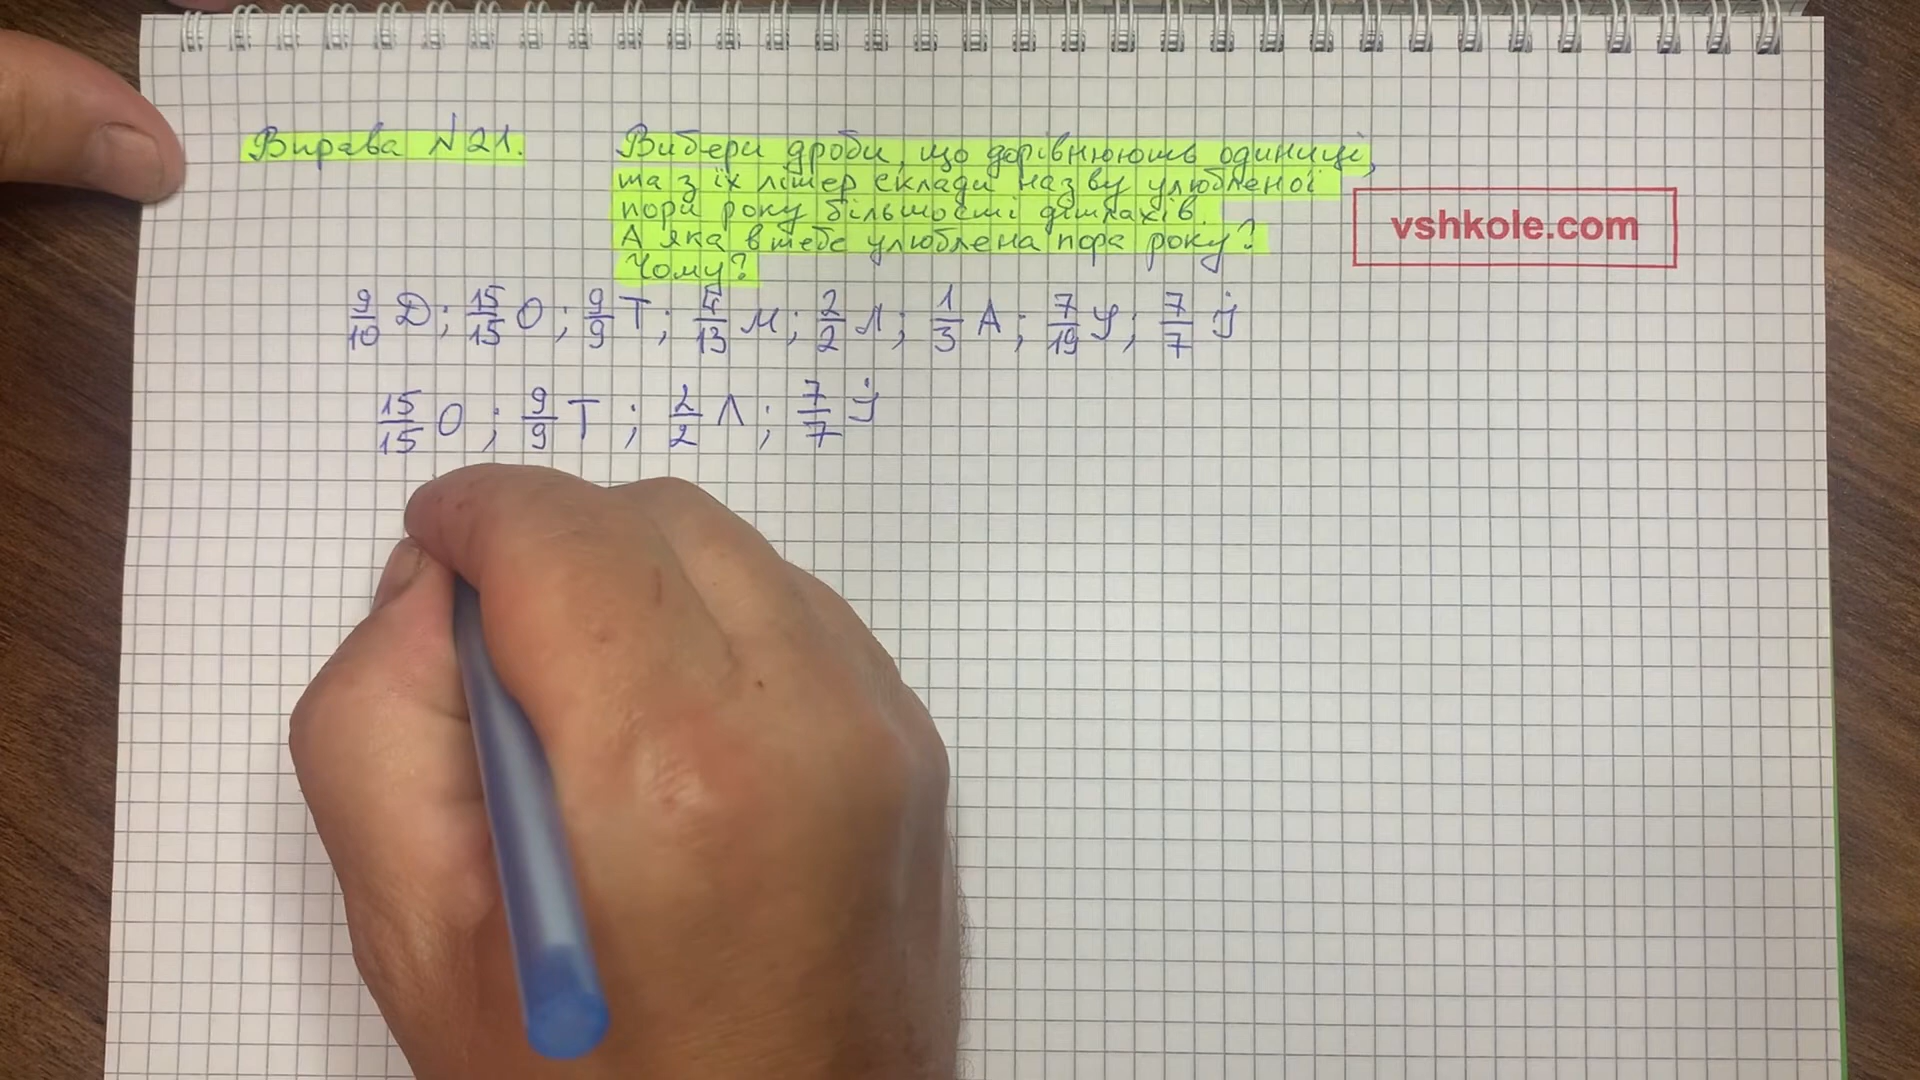 Вправа №21.
Вибери дроби, що дорівнюють одиниці,
та з їх літер склади назву улюбленої
пори року більшості дітлахів.
А яка в тебе улюблена пора року?
Чому?
vshkole.com
9/10 Д; 15/15 О; 9/9 Т; 4/13 М; 2/2 Л; 1/3 А; 7/19 У; 7/7 І
15/15 О; 9/9 Т; 2/2 Л; 7/7 І